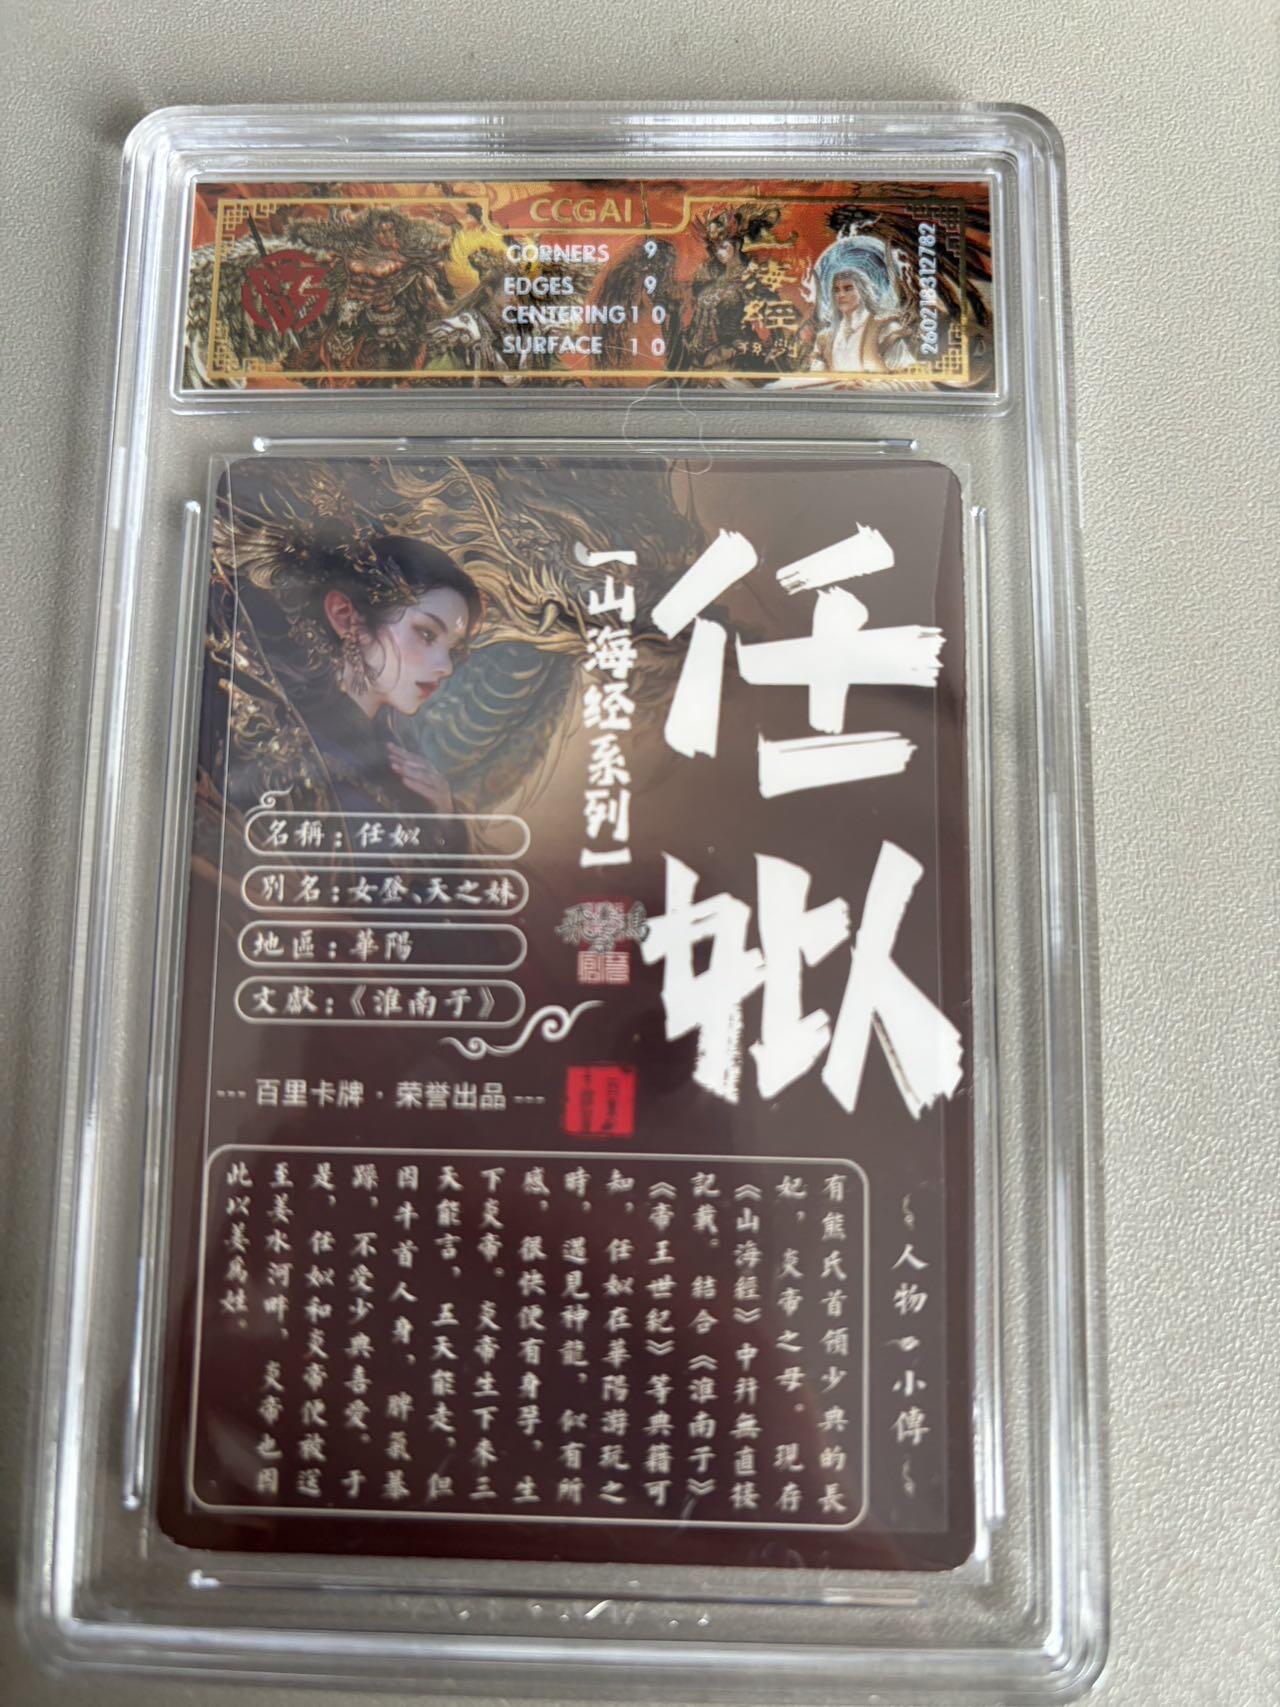 CCGAI
CORNERS 9
EDGES 9
CENTERING 10
SURFACE 10
山海經
2602183312782
任姒
【山海经系列】
名稱：任姒
別名：女登、天之妹
地區：華陽
文獻：《淮南子》
--- 百里卡牌 · 荣誉出品 ---
～人物 小傳～
有熊氏首領少典的長
妃，炎帝之母。現存
《山海經》中幷無直接
記載。結合《淮南子》
《帝王世紀》等典籍可
知，任姒在華陽游玩之
時，遇見神龍，似有所
感，很快便有身孕，生
下炎帝。炎帝生下來三
天能言，五天能走，但
因牛首人身，脾氣暴
躁，不受少典喜愛。于
是，任姒和炎帝便被送
至姜水河畔，炎帝也因
此以姜爲姓。